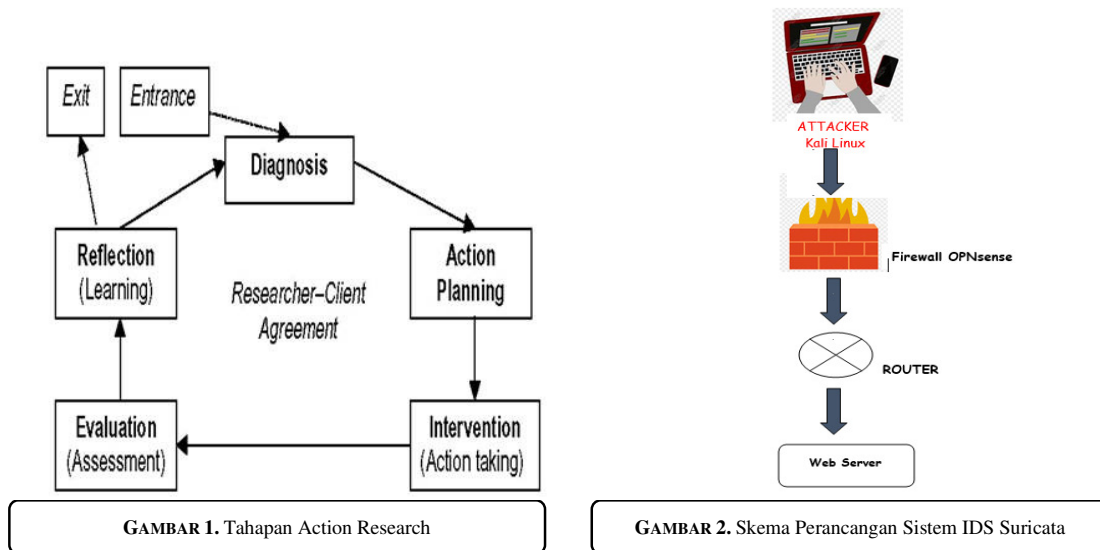 Exit
Entrance
Diagnosis
Reflection
(Learning)
Action
Planning
Researcher–Client
Agreement
Evaluation
(Assessment)
Intervention
(Action taking)
GAMBAR 1. Tahapan Action Research
ATTACKER
Kali Linux
Firewall OPNsense
ROUTER
Web Server
GAMBAR 2. Skema Perancangan Sistem IDS Suricata